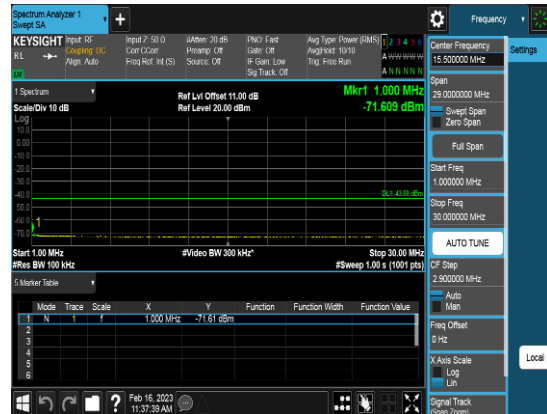 Spectrum Analyzer 1
Swept SA
Frequency
KEYSIGHT
RL
Input: RF
Coupling: DC
Align: Auto
Input Z: 50 Ω
Corr CCorr
Freq Ref: Int (S)
#Atten: 20 dB
Preamp: Off
Source: Off
PNO: Fast
Gate: Off
IF Gain: Low
Sig Track: Off
Avg Type: Power (RMS)
Avg|Hold: 10/10
Trig: Free Run
1 2 3 4 5 6
A W W W W W
A N N N N N
Center Frequency
15.500000 MHz
Settings
1 Spectrum
Scale/Div 10 dB
Ref Lvl Offset 11.00 dB
Ref Level 20.00 dBm
Mkr1 1.000 MHz
-71.609 dBm
Log
10.0
0.00
-10.0
-20.0
-30.0
-40.0
-50.0
-60.0
-70.0
DL1 -43.00 dBm
1
Start 1.00 MHz
#Res BW 100 kHz
#Video BW 300 kHz*
Stop 30.00 MHz
#Sweep 1.00 s (1001 pts)
Span
29.0000000 MHz
Swept Span
Zero Span
Full Span
Start Freq
1.000000 MHz
Stop Freq
30.000000 MHz
AUTO TUNE
CF Step
2.900000 MHz
Auto
Man
Freq Offset
0 Hz
X Axis Scale
Log
Lin
Signal Track
(Span Zoom)
Local
5 Marker Table
Mode Trace Scale X Y Function Function Width Function Value
1 N 1 f 1.000 MHz -71.61 dBm
2
3
4
5
6
?
Feb 16, 2023
11:37:39 AM